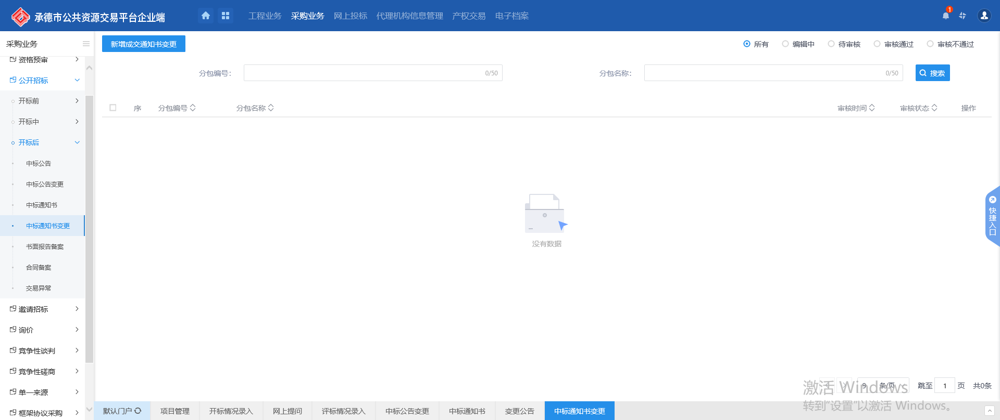 承德市公共资源交易平台企业端
工程业务 采购业务 网上投标 代理机构信息管理 产权交易 电子档案
1
采购业务
资格预审
公开招标
开标前
开标中
开标后
中标公告
中标公告变更
中标通知书
中标通知书变更
书面报告备案
合同备案
交易异常
邀请招标
询价
竞争性谈判
竞争性磋商
单一来源
框架协议采购
新增成交通知书变更
所有 编辑中 待审核 审核通过 审核不通过
分包编号： 0/50 分包名称： 0/50 搜索
序 分包编号 分包名称 审核时间 审核状态 操作
没有数据
快捷入口
9 条/页 跳至 1 页 共0条
激活 Windows
转到"设置"以激活 Windows。
默认门户 项目管理 开标情况录入 网上提问 评标情况录入 中标公告变更 中标通知书 变更公告 中标通知书变更